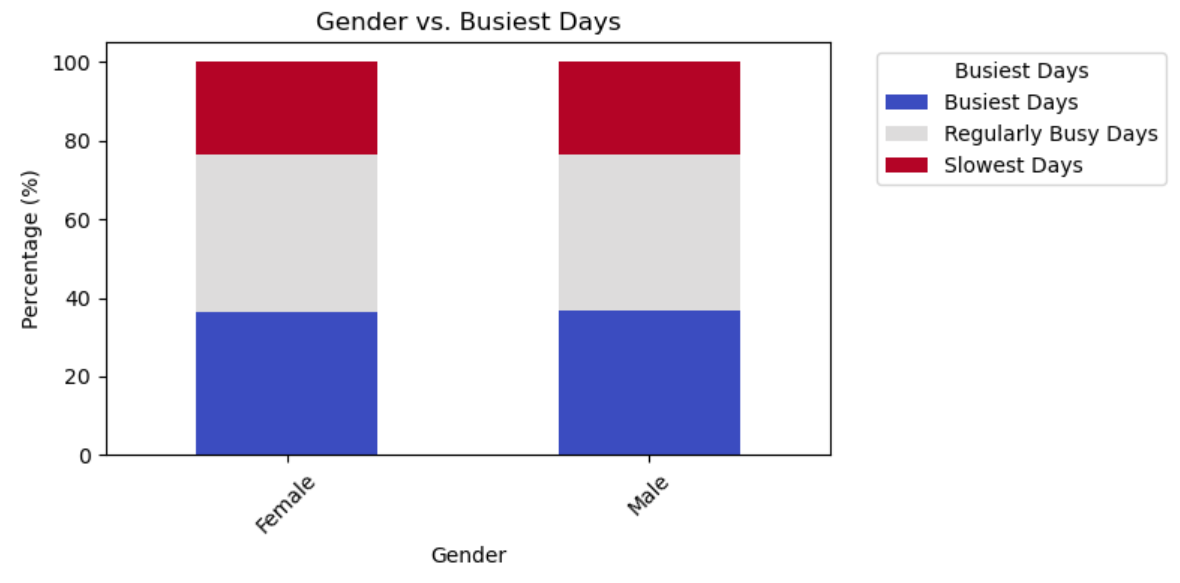 Gender vs. Busiest Days
Busiest Days
Busiest Days
Regularly Busy Days
Slowest Days
Percentage (%)
100
80
60
40
20
0
Female
Male
Gender